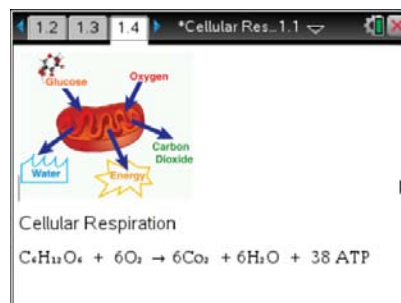 1.2 1.3 1.4 *Cellular Res…1.1
Glucose
Oxygen
Carbon
Dioxide
Water
Energy
Cellular Respiration
C₆H₁₂O₆ + 6O₂ → 6Co₂ + 6H₂O + 38 ATP